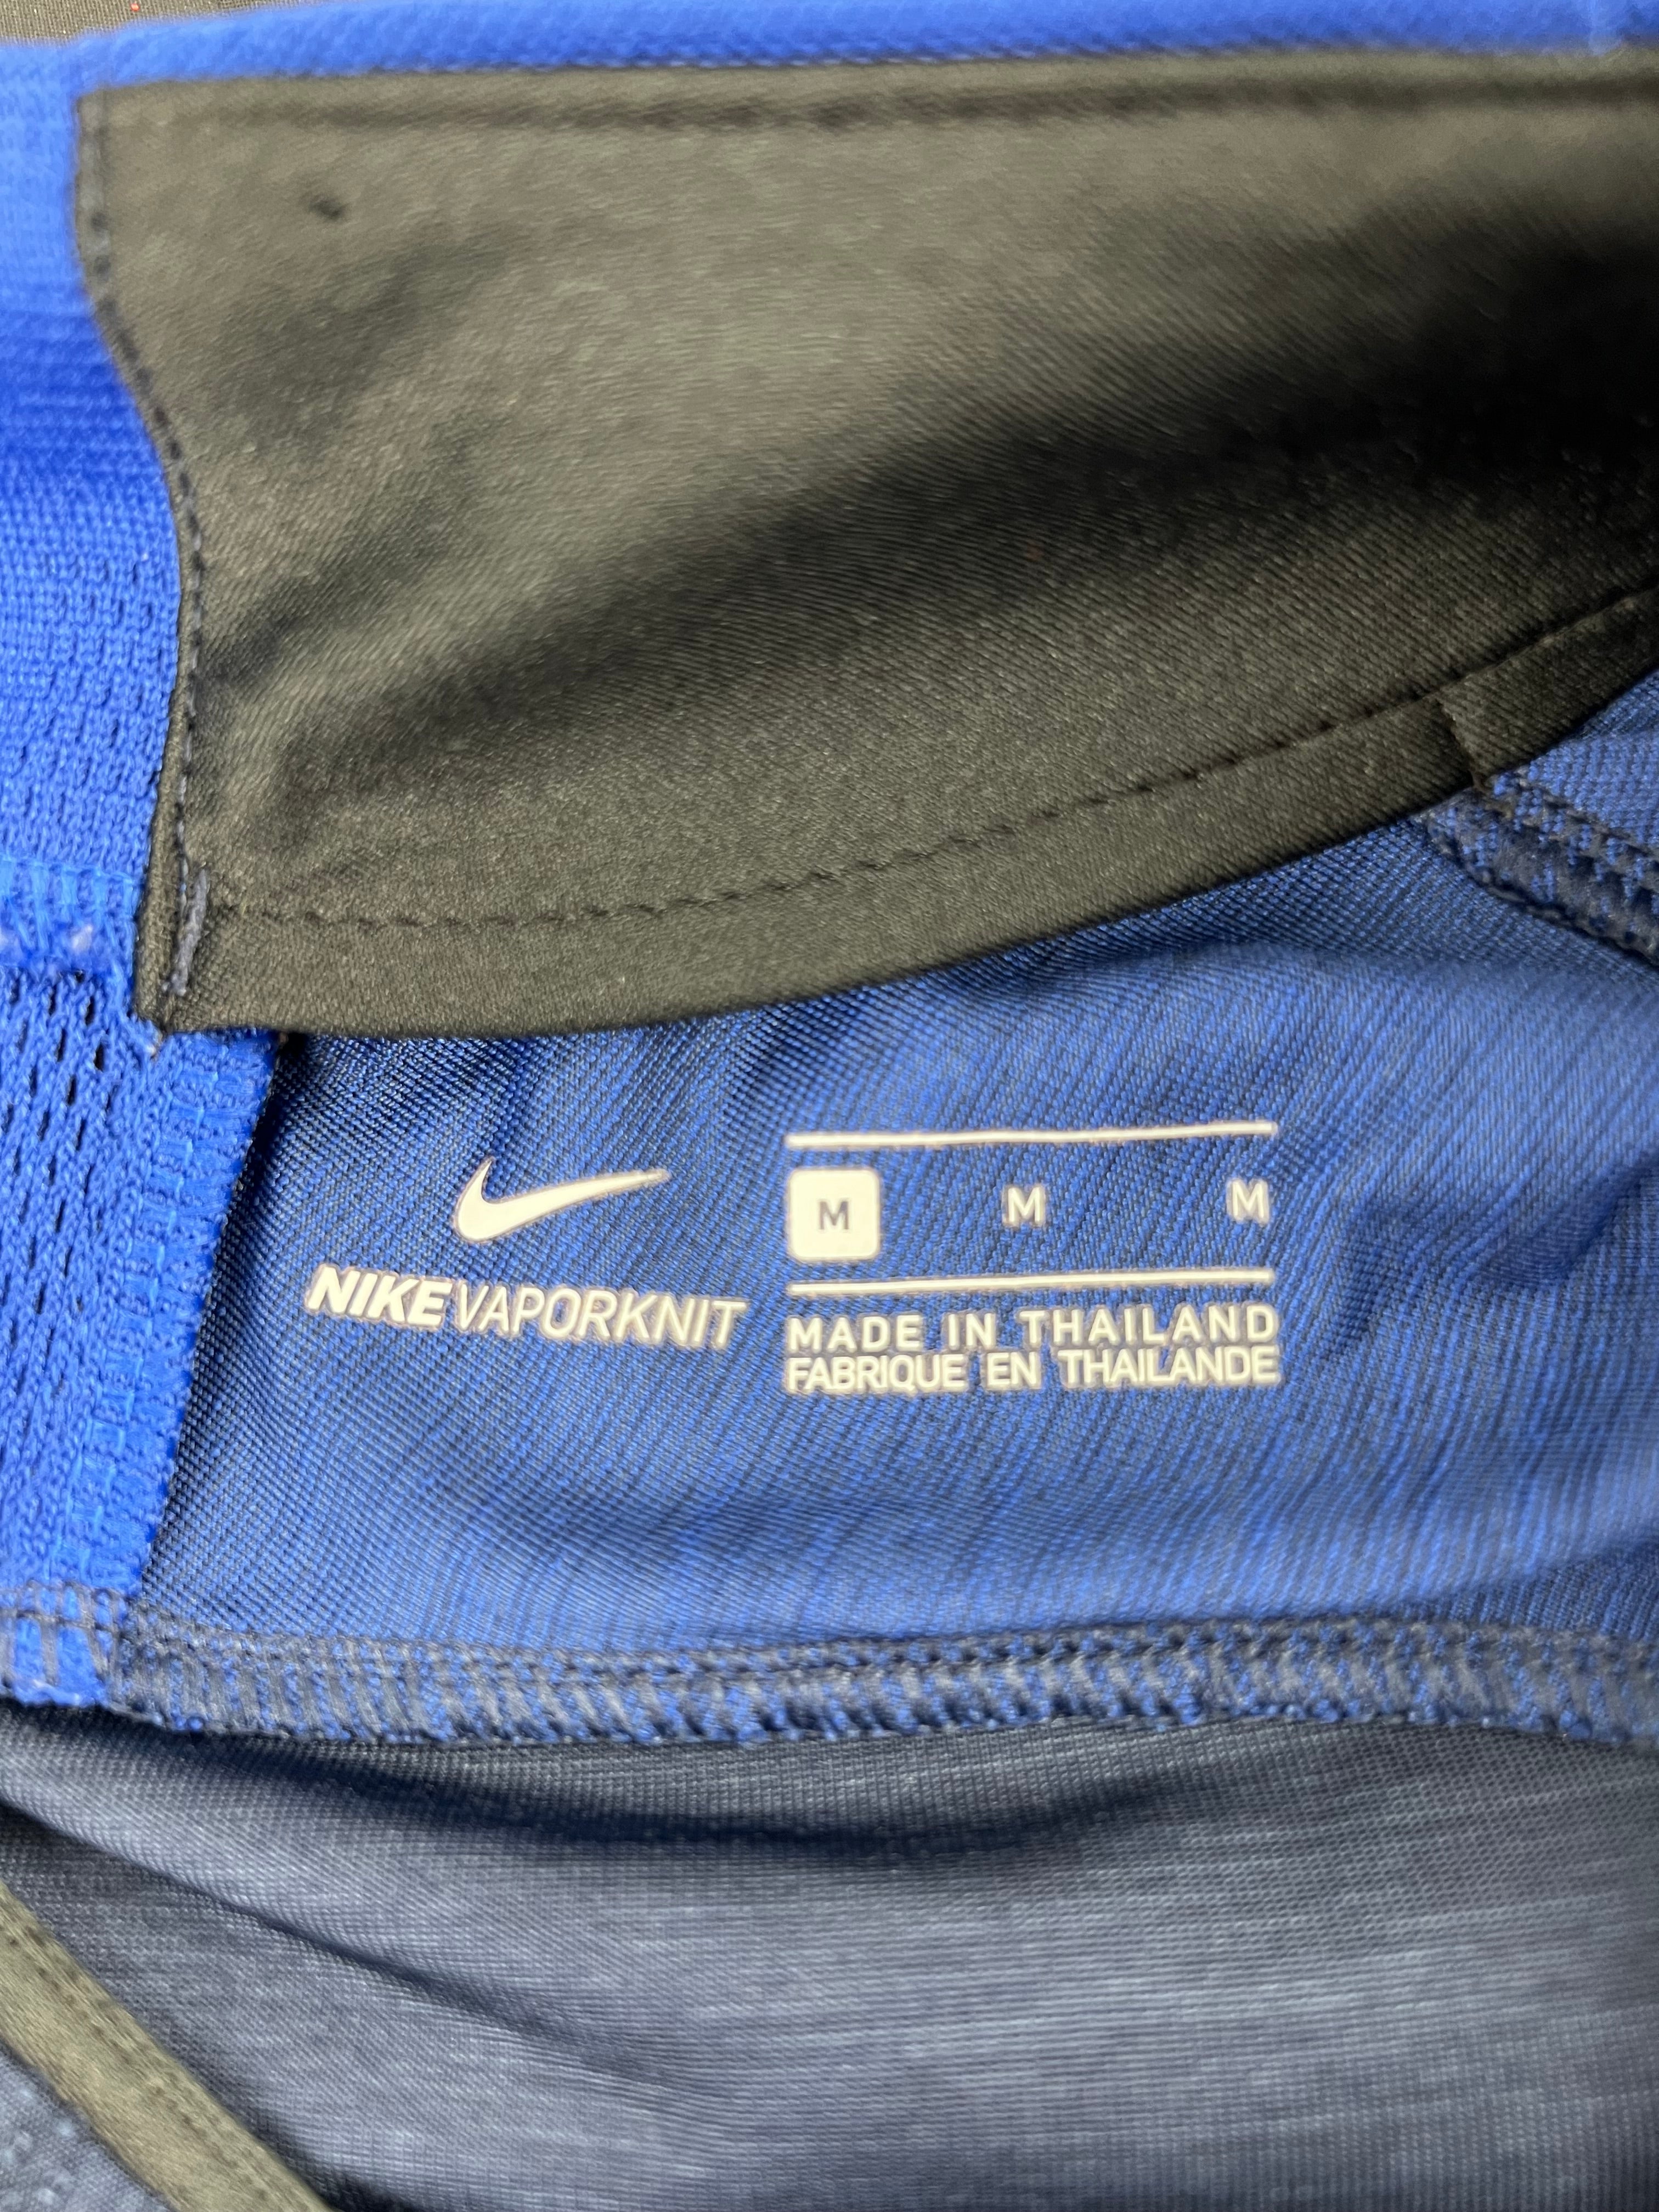 M M M
NIKEVAPORKNIT
MADE IN THAILAND
FABRIQUE EN THAILANDE